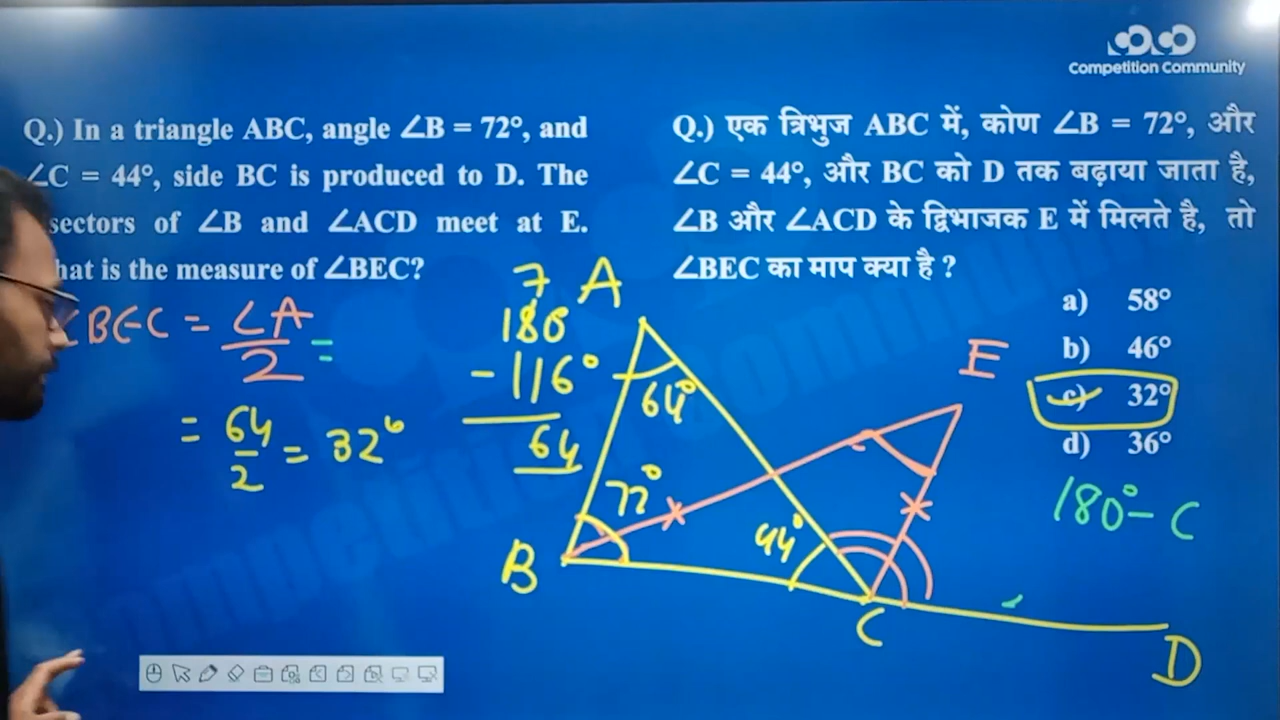 Competition Community
Q.) In a triangle ABC, angle ∠B = 72°, and
∠C = 44°, side BC is produced to D. The
sectors of ∠B and ∠ACD meet at E.
hat is the measure of ∠BEC?
Q.) एक त्रिभुज ABC में, कोण ∠B = 72°, और
∠C = 44°, और BC को D तक बढ़ाया जाता है,
∠B और ∠ACD के द्विभाजक E में मिलते है, तो
∠BEC का माप क्या है ?
a) 58°
b) 46°
c) 32°
d) 36°
∠BEC = ∠A/2 =
= 64/2 = 32°
7
180
- 116°
64
A
64°
E
72°
B
44°
C
D
180° - C